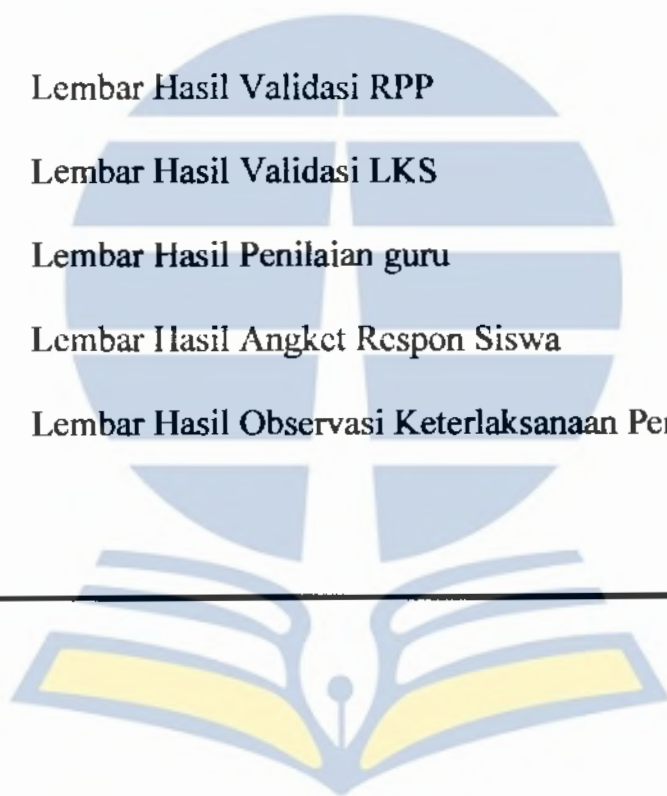 Lembar Hasil Validasi RPP
Lembar Hasil Validasi LKS
Lembar Hasil Penilaian guru
Lembar Hasil Angket Respon Siswa
Lembar Hasil Observasi Keterlaksanaan